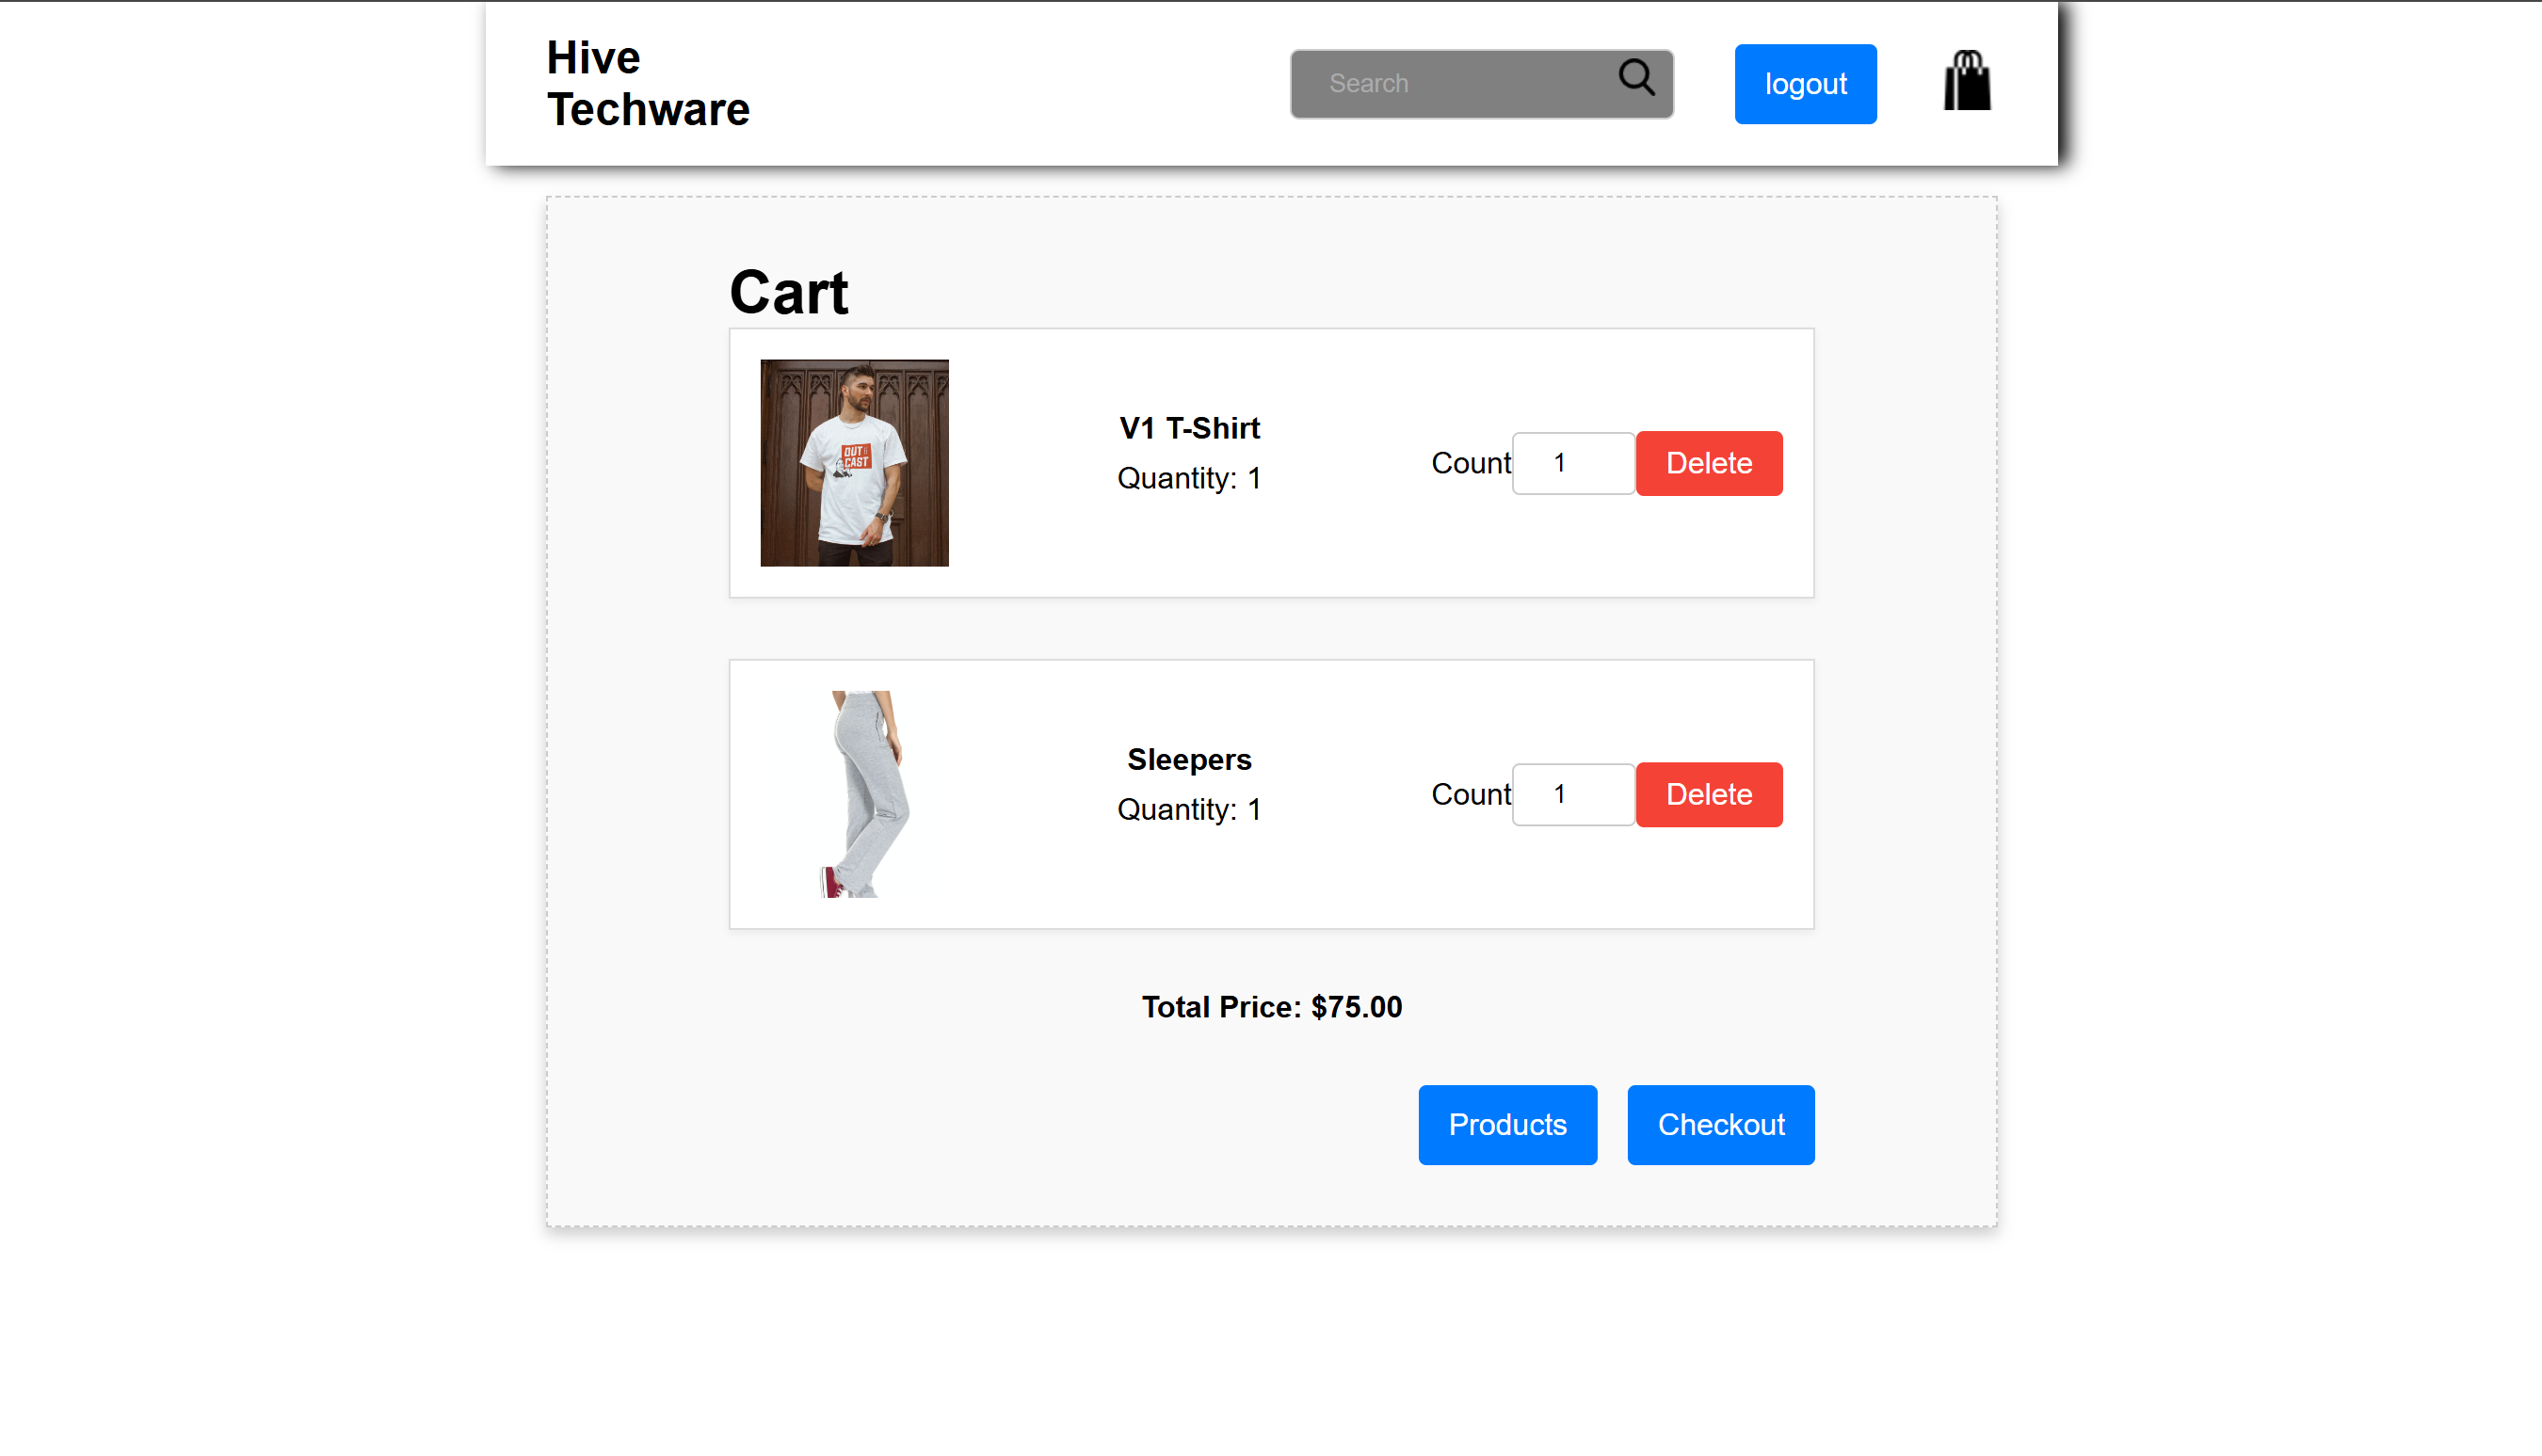 Hive
Techware
Search
logout
Cart
OUT
CAST
V1 T-Shirt
Quantity: 1
Count
1
Delete
Sleepers
Quantity: 1
Count
1
Delete
Total Price: $75.00
Products
Checkout